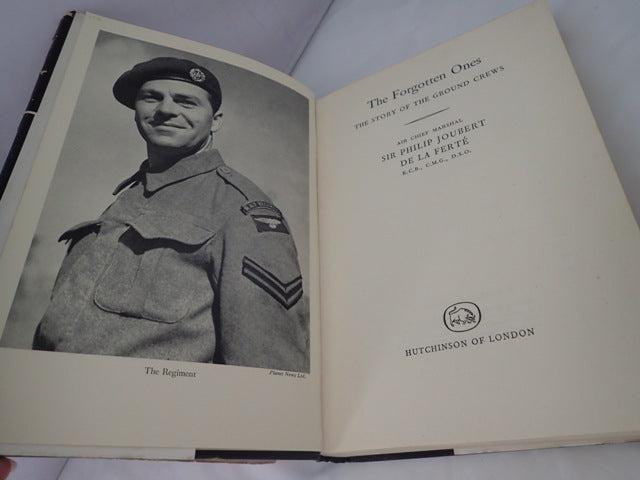 The Regiment
Planet News Ltd.
The Forgotten Ones
THE STORY OF THE GROUND CREWS
AIR CHIEF MARSHAL
SIR PHILIP JOUBERT
DE LA FERTÉ
K.C.B., C.M.G., D.S.O.
HUTCHINSON OF LONDON